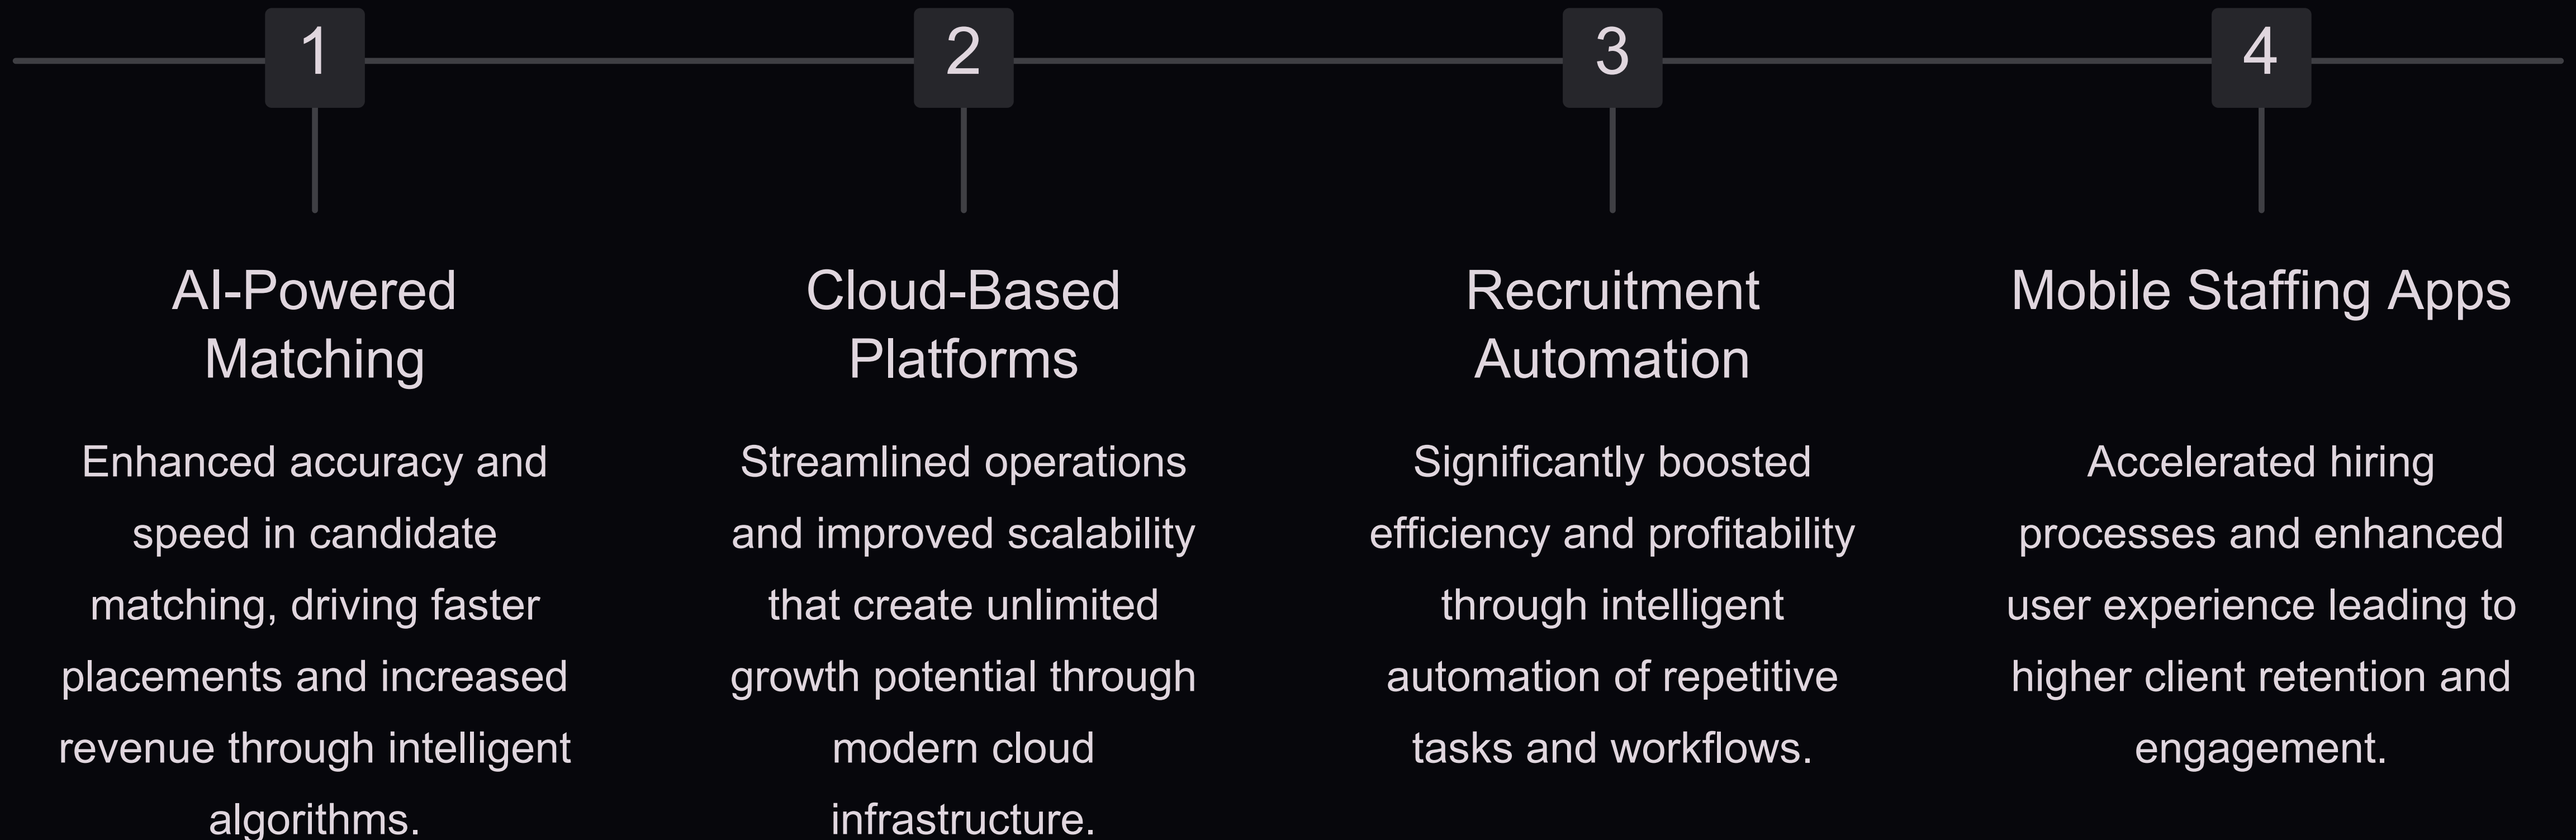 1
2
3
4
AI-Powered
Matching
Enhanced accuracy and
speed in candidate
matching, driving faster
placements and increased
revenue through intelligent
algorithms.
Cloud-Based
Platforms
Streamlined operations
and improved scalability
that create unlimited
growth potential through
modern cloud
infrastructure.
Recruitment
Automation
Significantly boosted
efficiency and profitability
through intelligent
automation of repetitive
tasks and workflows.
Mobile Staffing Apps
Accelerated hiring
processes and enhanced
user experience leading to
higher client retention and
engagement.